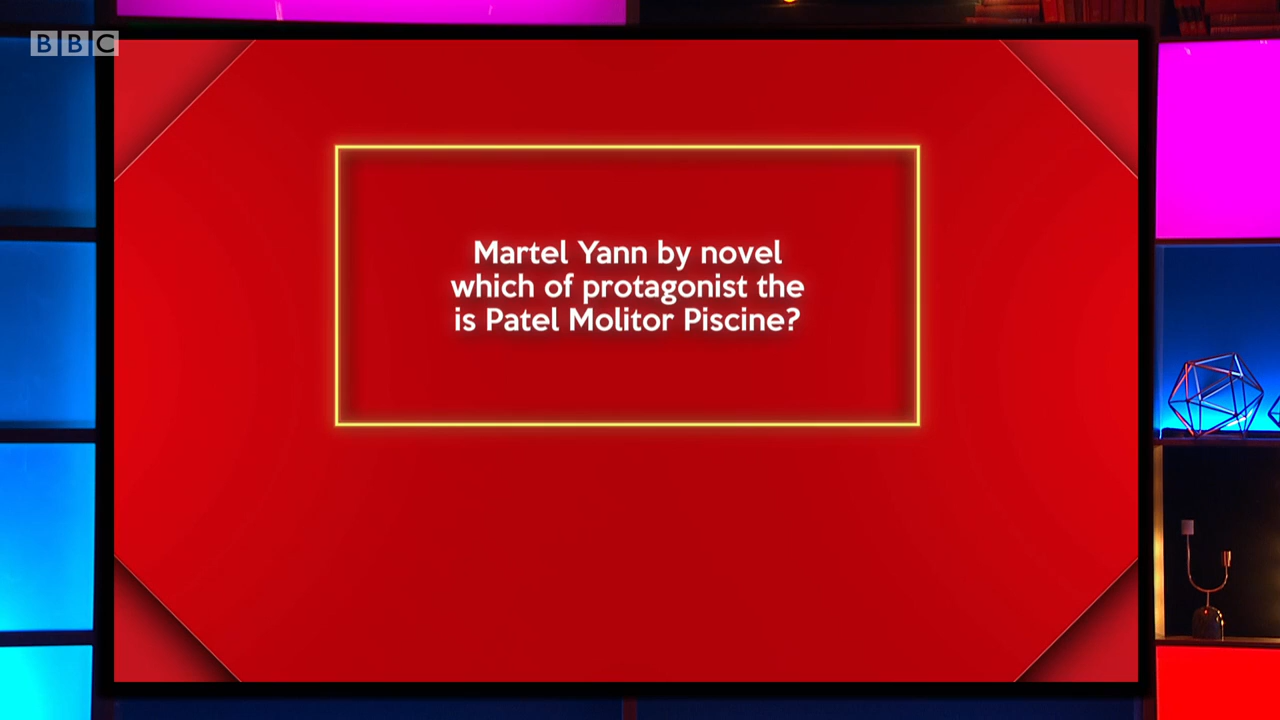 BBC
Martel Yann by novel
which of protagonist the
is Patel Molitor Piscine?